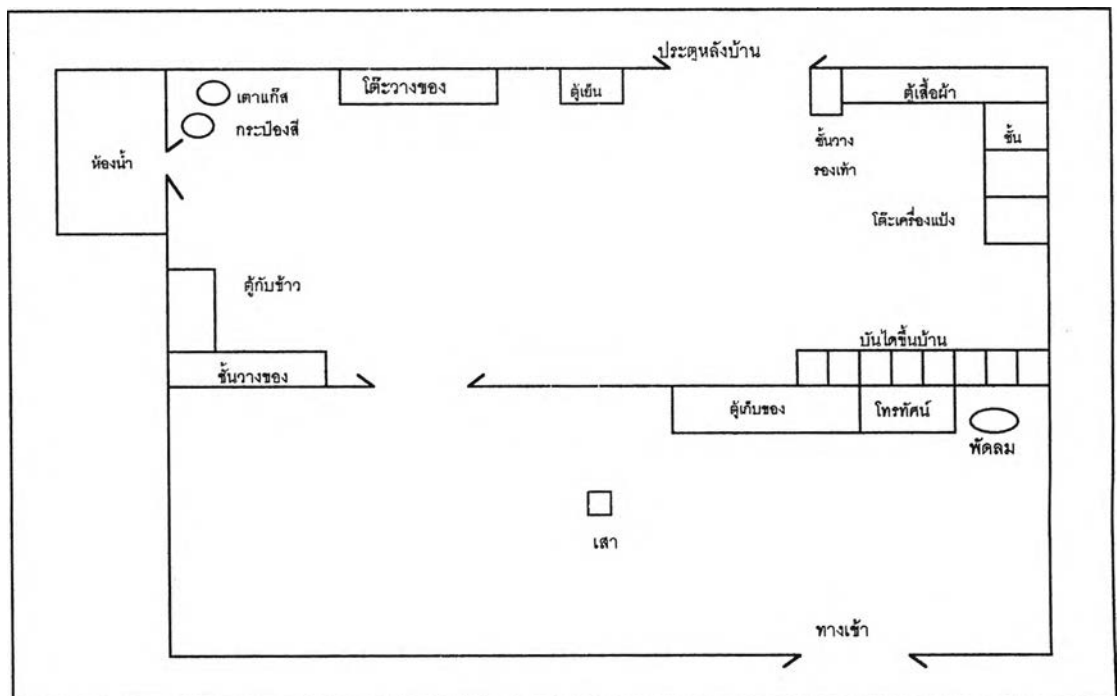 ประตูหลังบ้าน
เตาแก๊ส
โต๊ะวางของ
ตู้เย็น
ตู้เสื้อผ้า
กระป๋องสี
ห้องน้ำ
ชั้นวาง
รองเท้า
ชั้น
โต๊ะเครื่องแป้ง
ตู้กับข้าว
บันไดขึ้นบ้าน
ชั้นวางของ
ตู้เก็บของ
โทรทัศน์
พัดลม
เสา
ทางเข้า